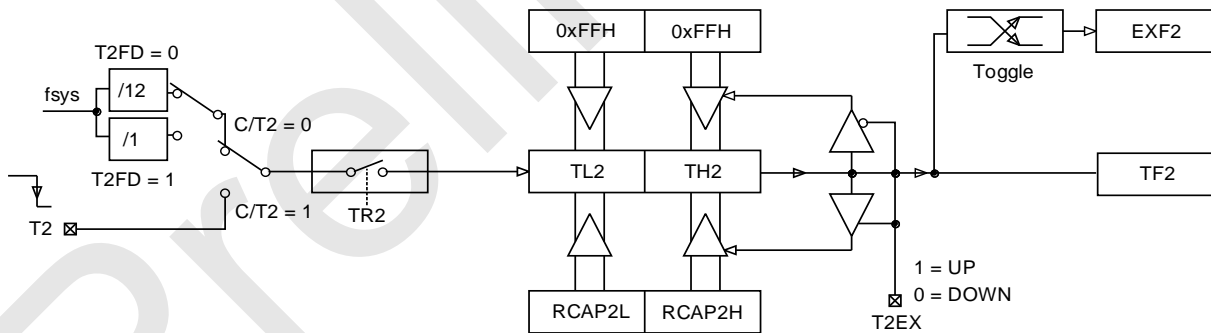 0xFFH 0xFFH
EXF2
T2FD = 0
Toggle
fsys
/12
C/T2 = 0
/1
T2FD = 1
TL2 TH2
TF2
TR2
C/T2 = 1
T2
1 = UP
0 = DOWN
RCAP2L RCAP2H
T2EX